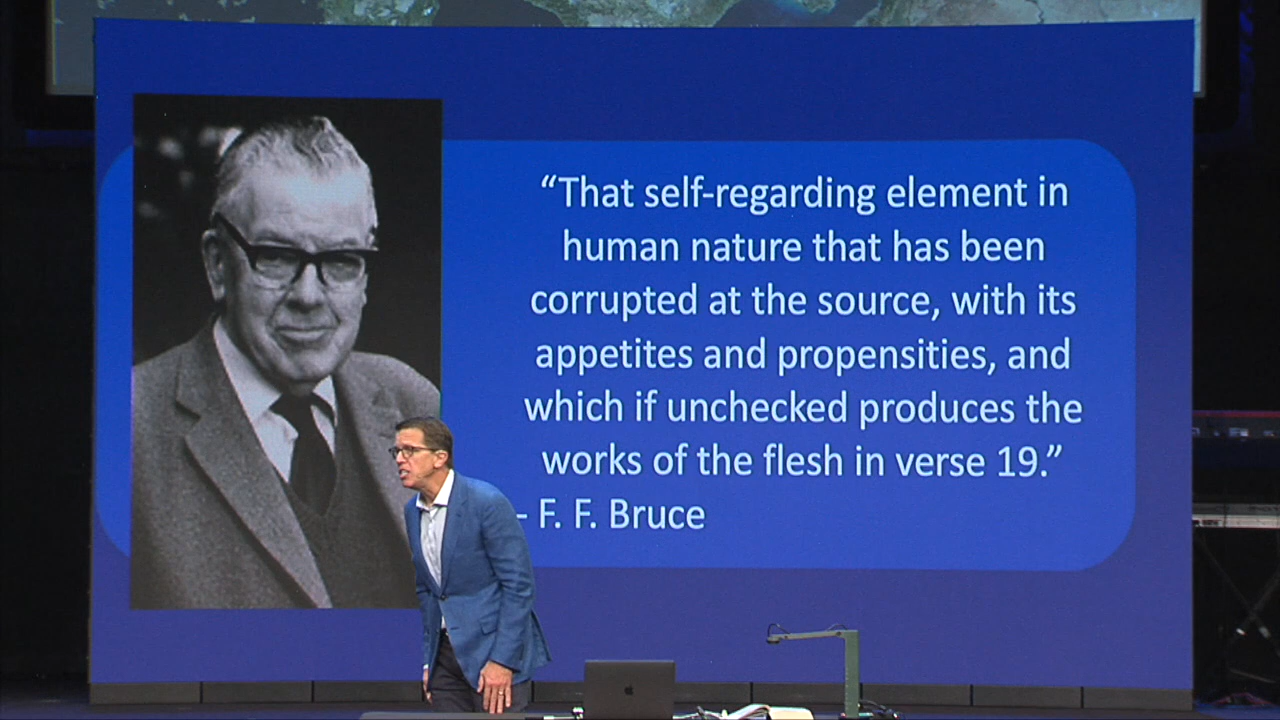 “That self-regarding element in
human nature that has been
corrupted at the source, with its
appetites and propensities, and
which if unchecked produces the
works of the flesh in verse 19.”
- F. F. Bruce